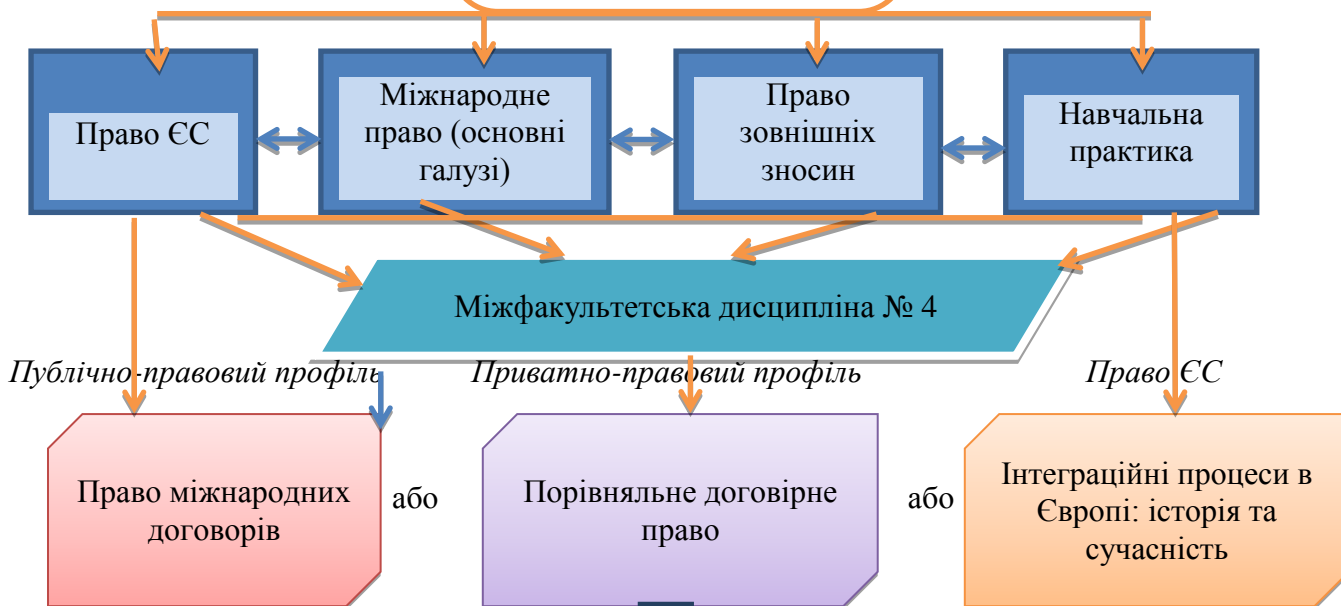 Право ЄС
Міжнародне
право (основні
галузі)
Право
зовнішніх
зносин
Навчальна
практика
Міжфакультетська дисципліна № 4
Публічно-правовий профіль
Приватно-правовий профіль
Право ЄС
Право міжнародних
договорів
або
Порівняльне договірне
право
або
Інтеграційні процеси в
Європі: історія та
сучасність